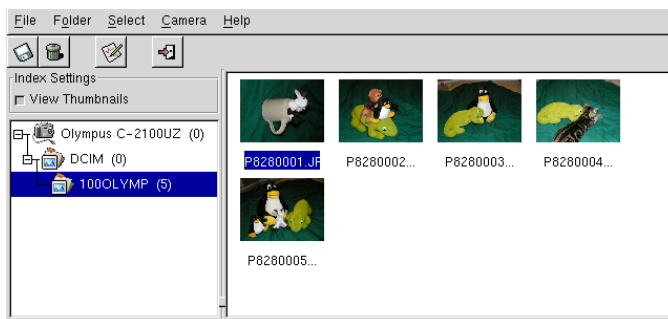 File Folder Select Camera Help
Index Settings
View Thumbnails
Olympus C-2100UZ (0)
DCIM (0)
100OLYMP (5)
P8280001.JP
P8280002...
P8280003...
P8280004...
P8280005...